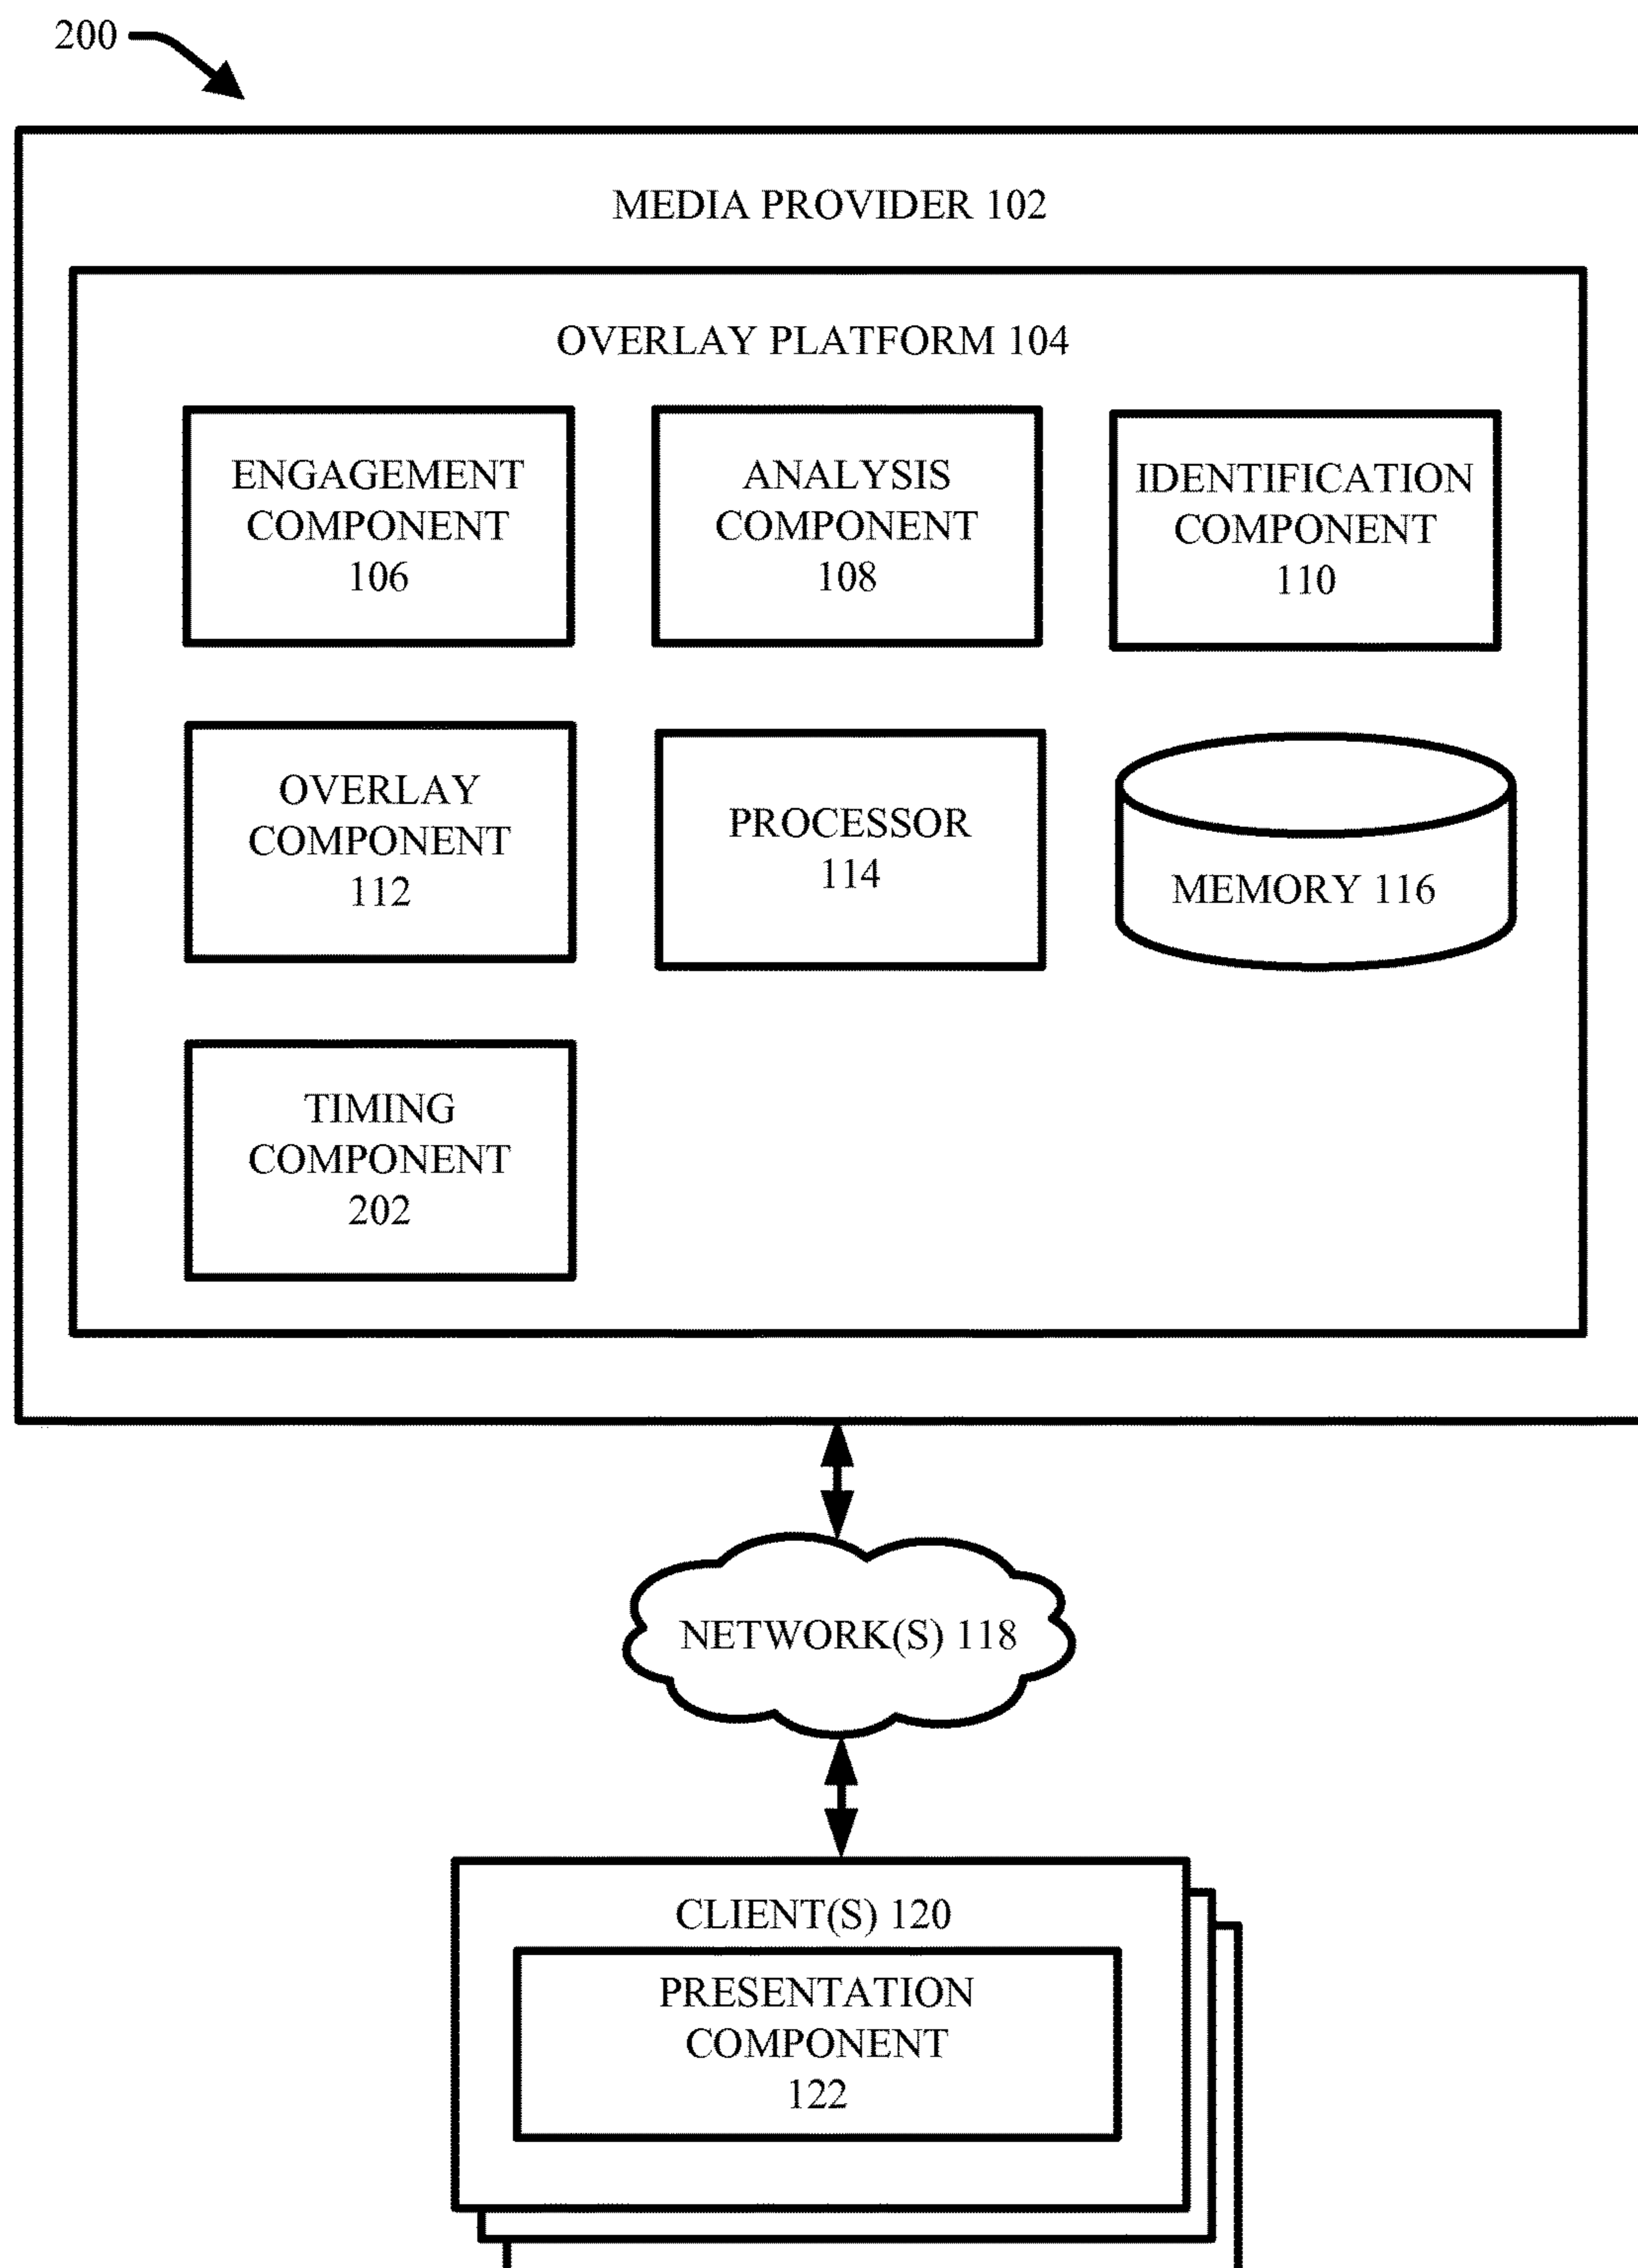 200
MEDIA PROVIDER 102
OVERLAY PLATFORM 104
ENGAGEMENT
COMPONENT
106
ANALYSIS
COMPONENT
108
IDENTIFICATION
COMPONENT
110
OVERLAY
COMPONENT
112
PROCESSOR
114
MEMORY 116
TIMING
COMPONENT
202
NETWORK(S) 118
CLIENT(S) 120
PRESENTATION
COMPONENT
122